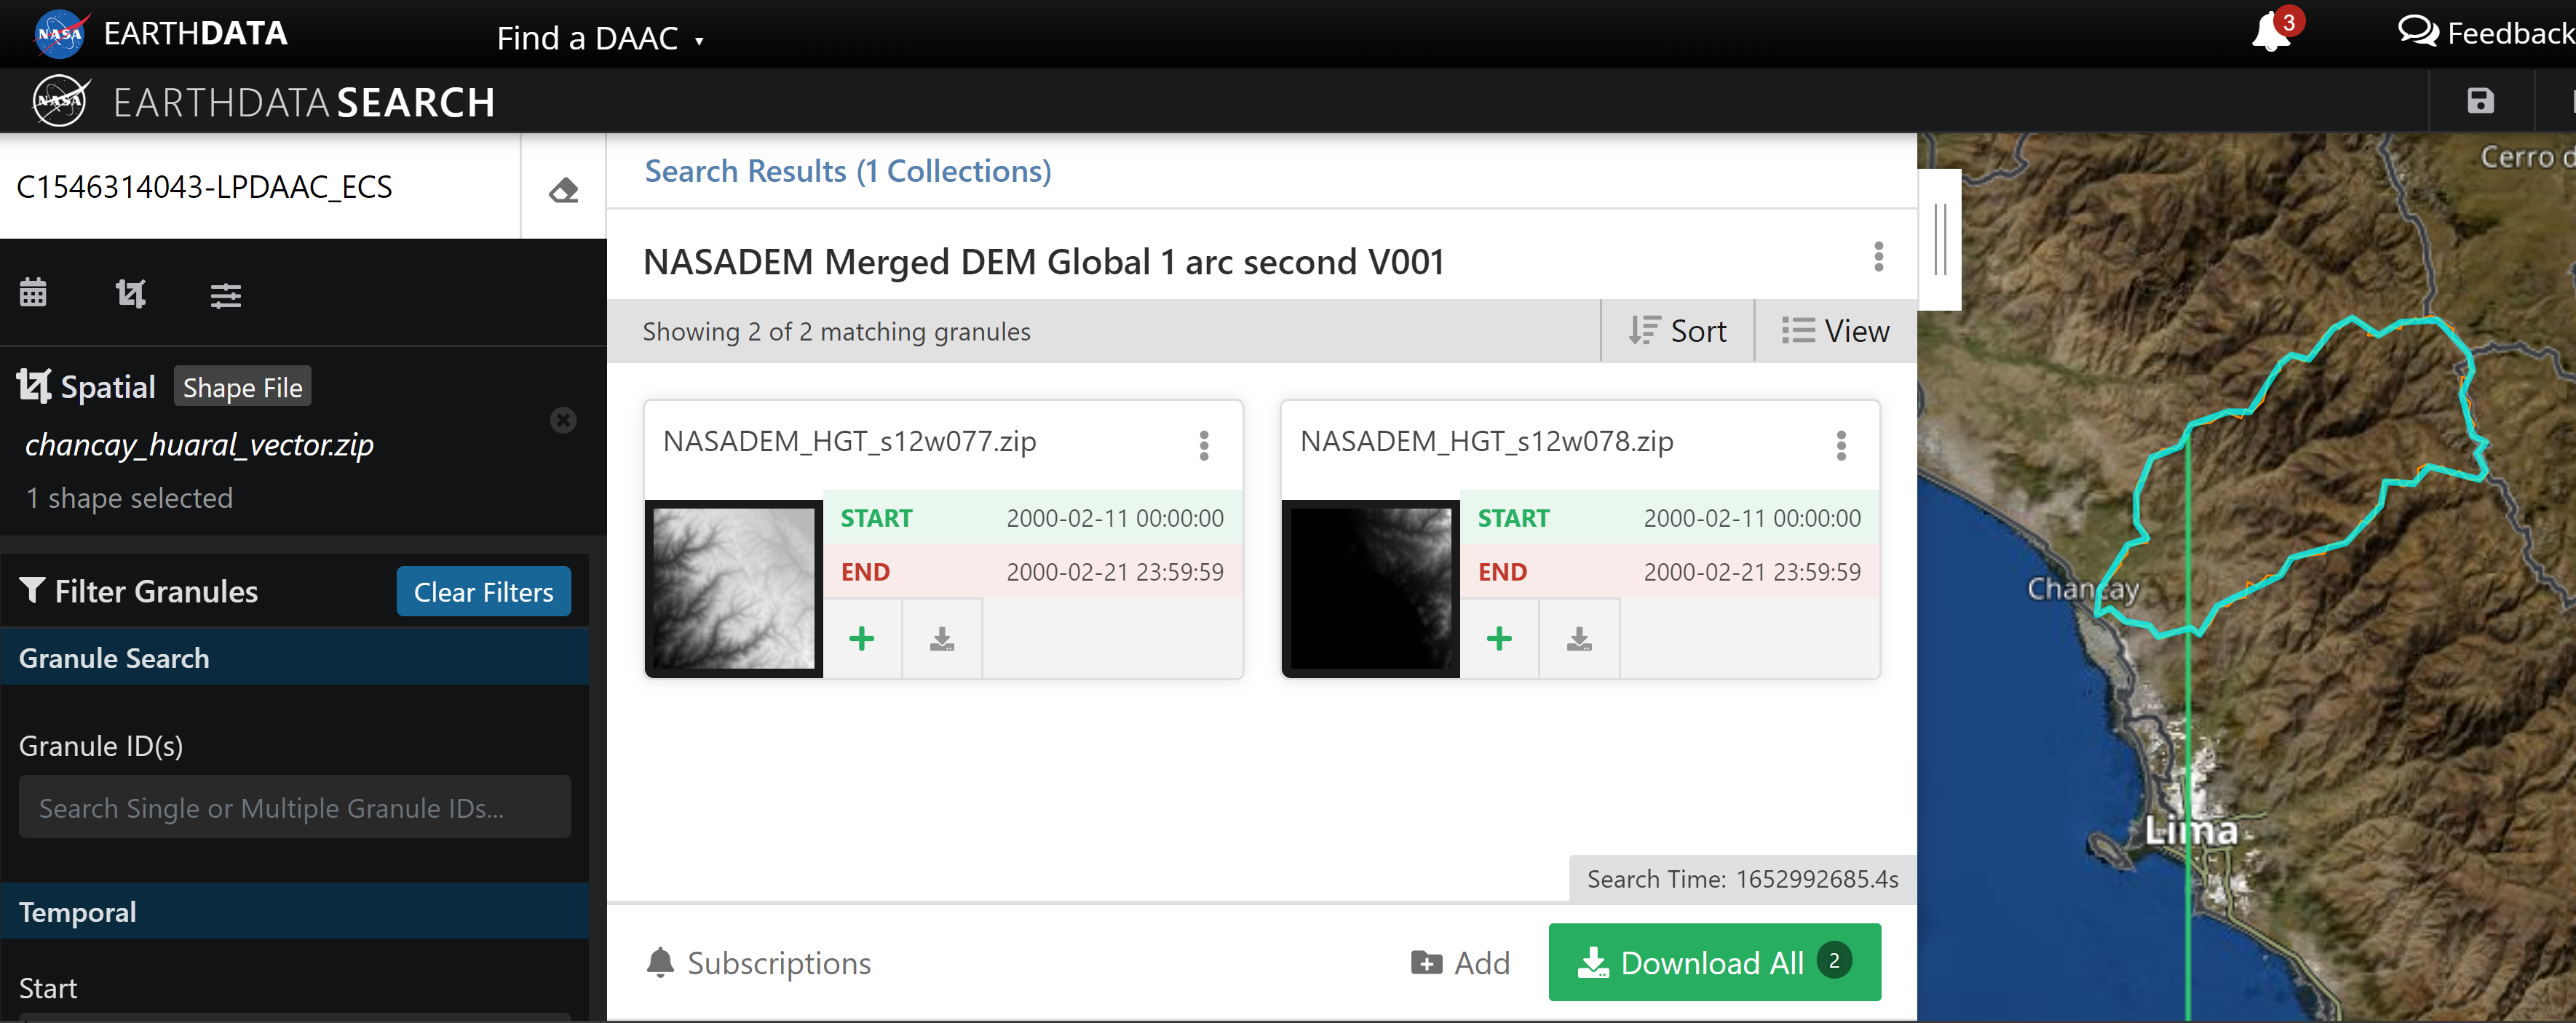 NASA EARTHDATA Find a DAAC 3 Feedback
NASA EARTHDATA SEARCH
C1546314043-LPDAAC_ECS
Spatial Shape File
chancay_huaral_vector.zip
1 shape selected
Filter Granules Clear Filters
Granule Search
Granule ID(s)
Search Single or Multiple Granule IDs...
Temporal
Start
Search Results (1 Collections)
NASADEM Merged DEM Global 1 arc second V001
Showing 2 of 2 matching granules Sort View
NASADEM_HGT_s12w077.zip
START 2000-02-11 00:00:00
END 2000-02-21 23:59:59
NASADEM_HGT_s12w078.zip
START 2000-02-11 00:00:00
END 2000-02-21 23:59:59
Search Time: 1652992685.4s
Subscriptions Add Download All 2
Cerro
Chancay
Lima